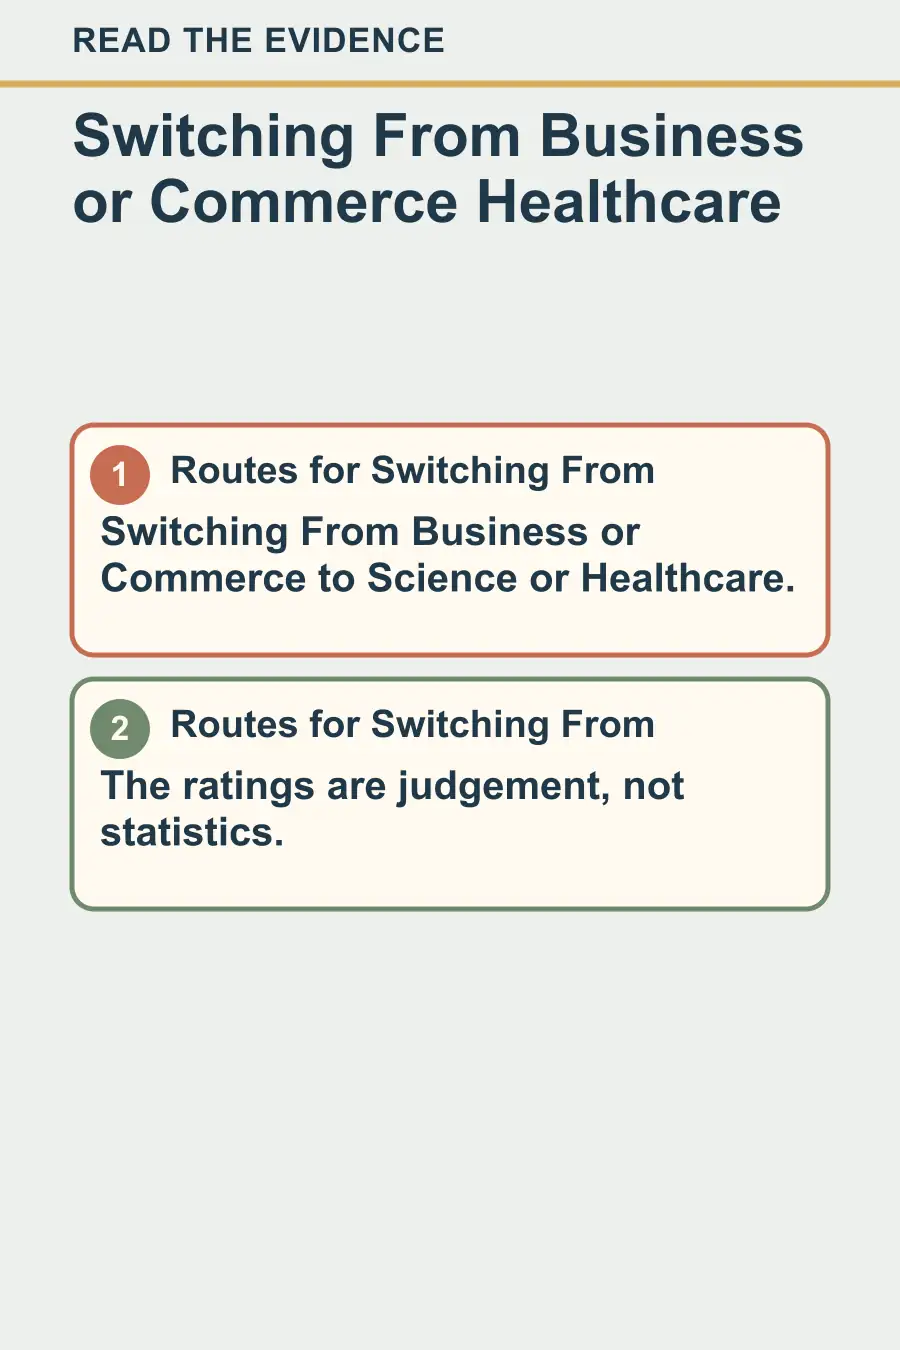 READ THE EVIDENCE
Switching From Business
or Commerce Healthcare
1 Routes for Switching From
Switching From Business or
Commerce to Science or Healthcare.
2 Routes for Switching From
The ratings are judgement, not
statistics.